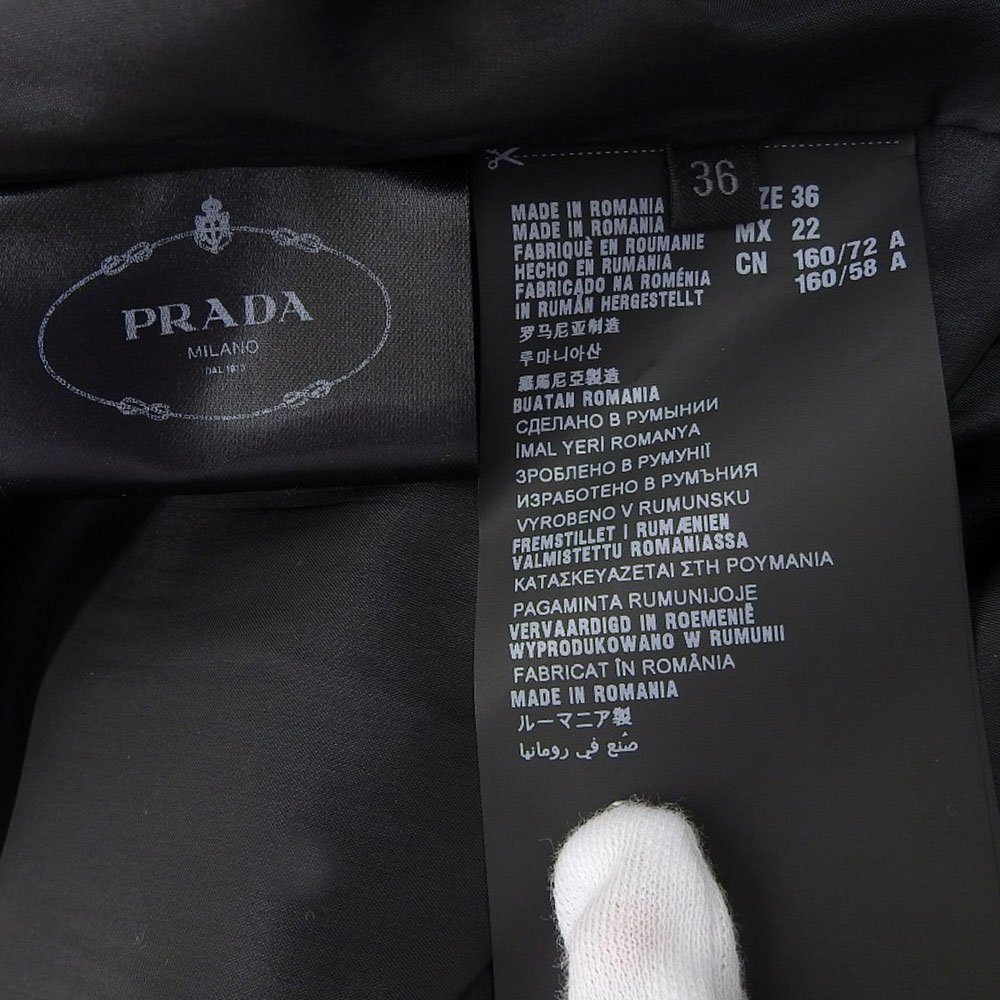 PRADA
MILANO
DAL 1913
36
ZE 36
MX 22
CN 160/72 A
160/58 A
MADE IN ROMANIA
MADE IN ROMANIA
FABRIQUÈ EN ROUMANIE
HECHO EN RUMANIA
FABRICADO NA ROMÉNIA
IN RUMÄN HERGESTELLT
罗马尼亚制造
루마니아산
羅馬尼亞製造
BUATAN ROMANIA
СДЕЛАНО В РУМЫНИИ
İMAL YERİ ROMANYA
ЗРОБЛЕНО В РУМУНІЇ
ИЗРАБОТЕНО В РУМЪНИЯ
VYROBENO V RUMUNSKU
FREMSTILLET I RUMÆNIEN
VALMISTETTU ROMANIASSA
ΚΑΤΑΣΚΕΥΑΖΕΤΑΙ ΣΤΗ ΡΟΥΜΑΝΙΑ
PAGAMINTA RUMUNIJOJE
VERVAARDIGD IN ROEMENIË
WYPRODUKOWANO W RUMUNII
FABRICAT ÎN ROMÂNIA
MADE IN ROMANIA
ルーマニア製
صُنع في رومانيا